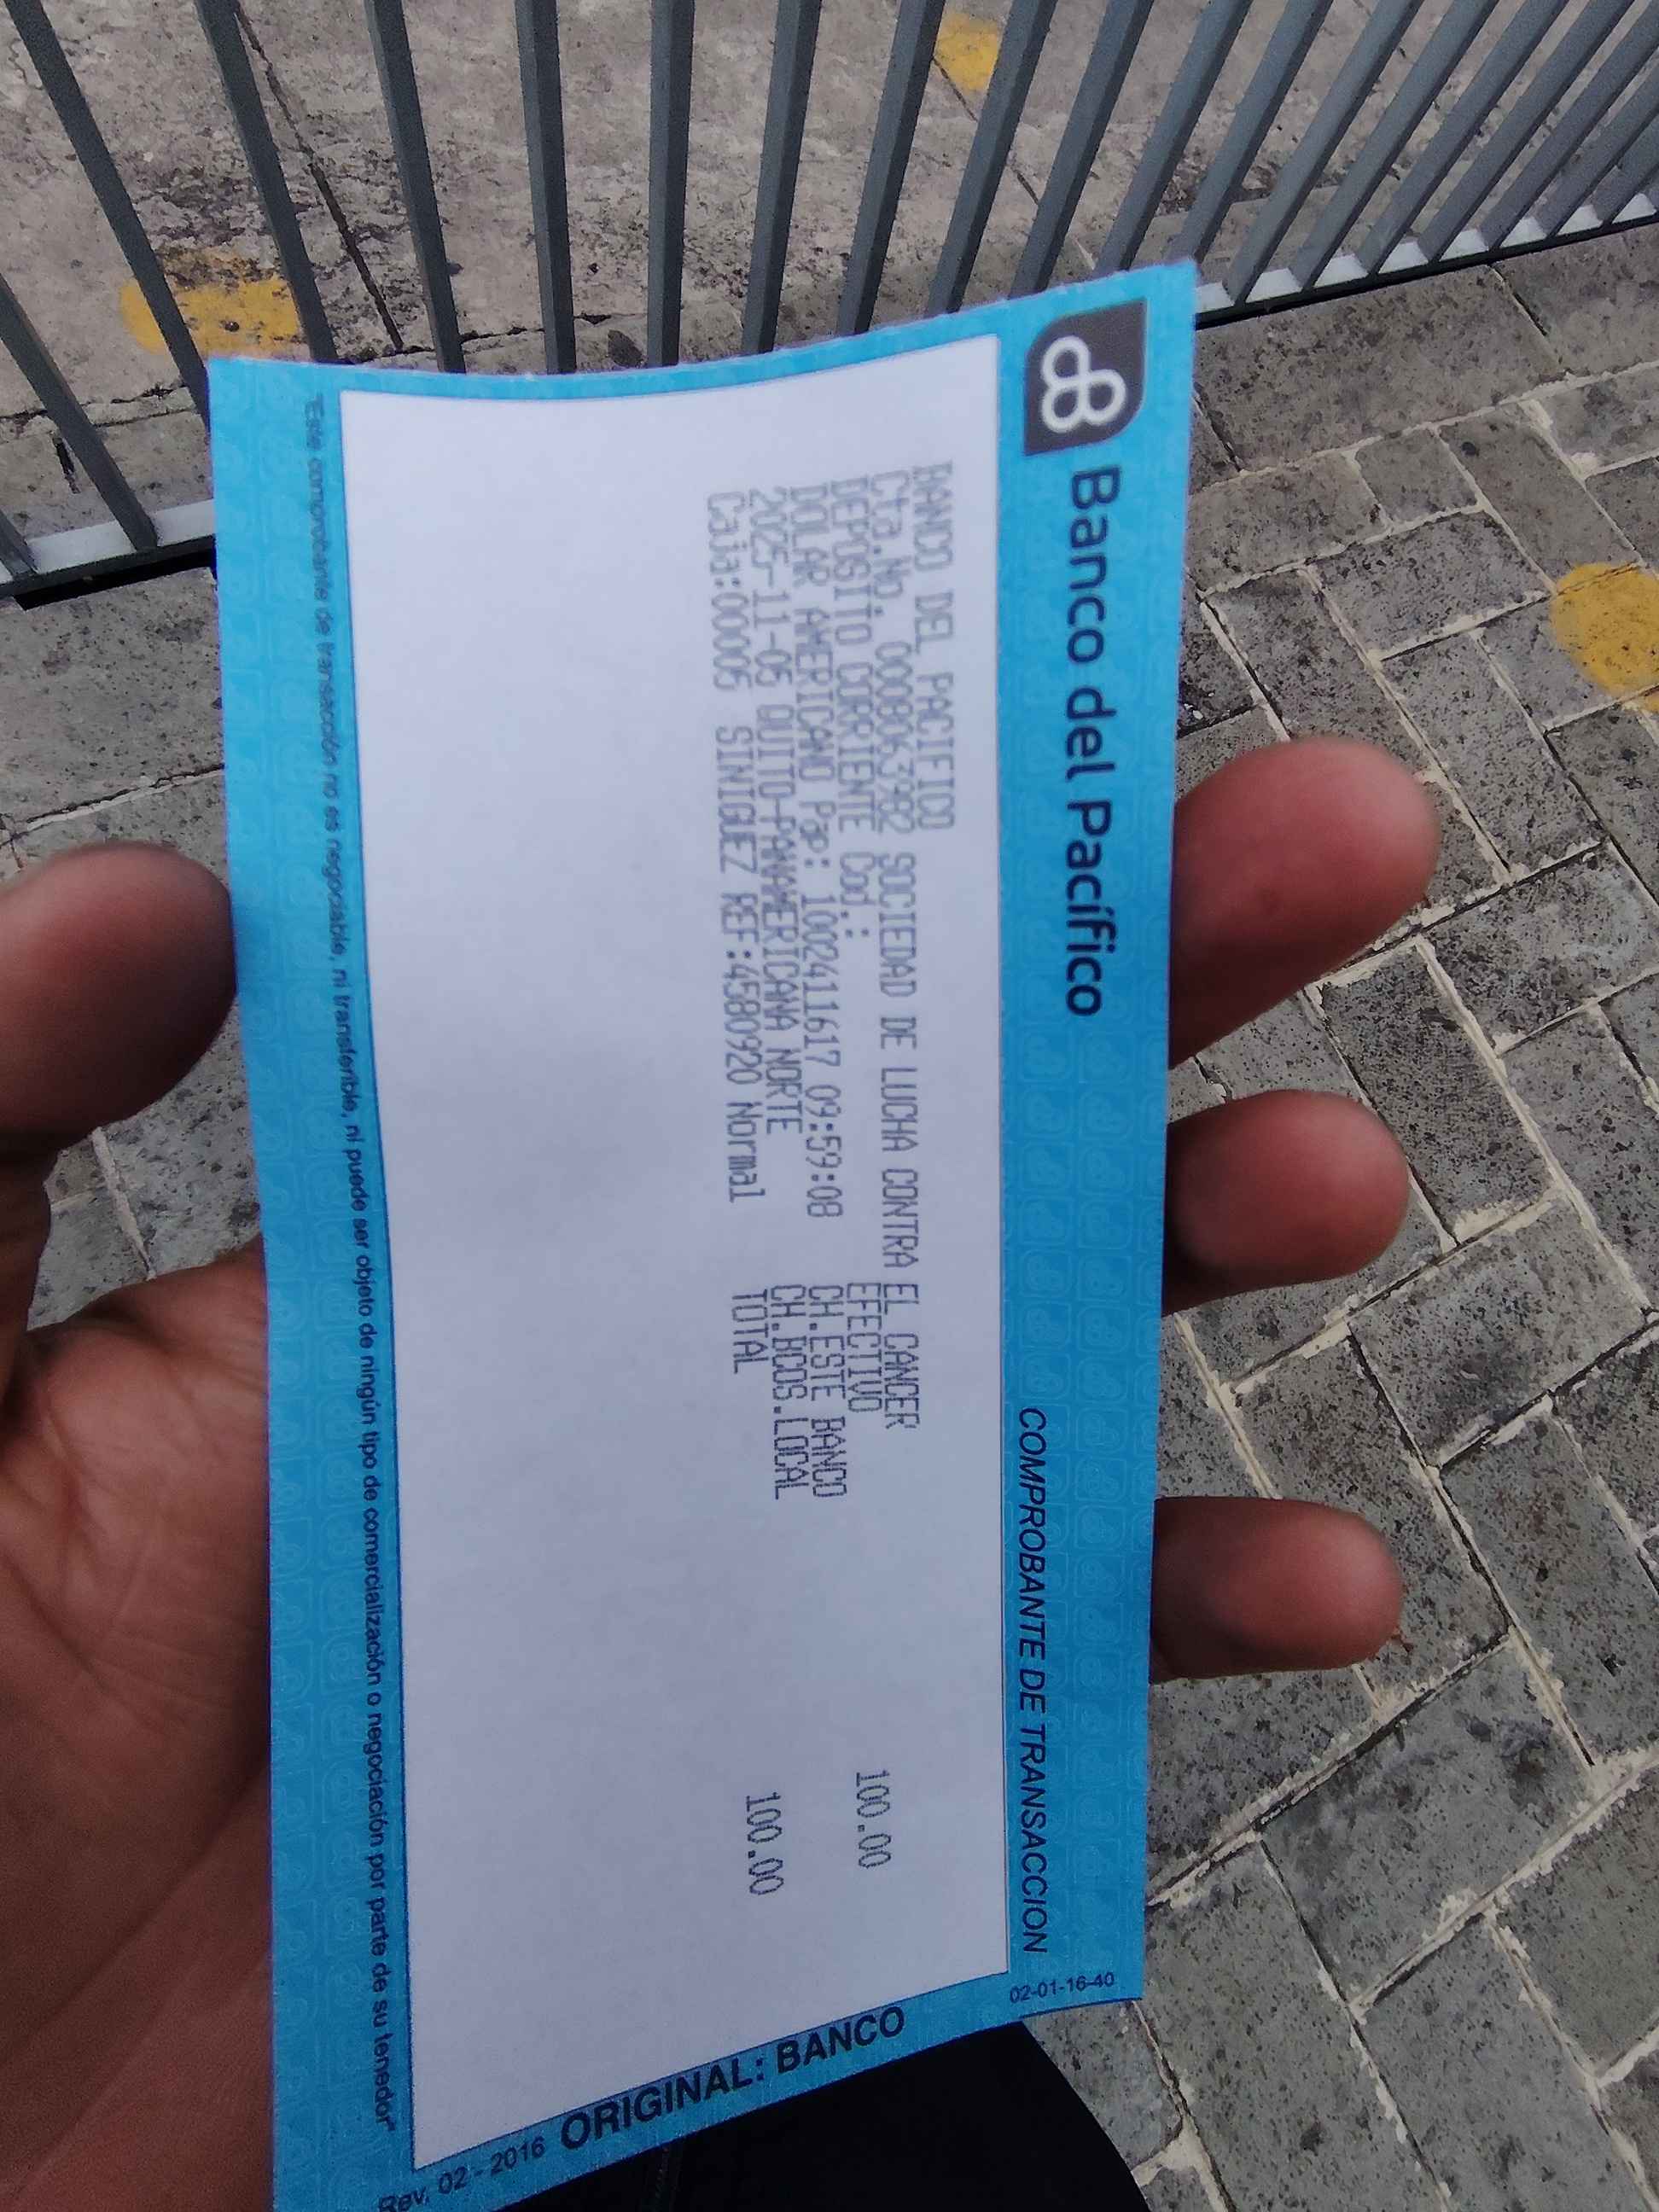 Banco del Pacífico
COMPROBANTE DE TRANSACCION
02-01-16-40
BANCO DEL PACIFICO
Cta.No. 0008063982 SOCIEDAD DE LUCHA CONTRA EL CANCER
DEPOSITO CORRIENTE Cod.: EFECTIVO 100.00
DOLAR AMERICANO Pap: 1002411617 09:59:08 CH.ESTE BANCO
2025-11-05 QUITO-PANAMERICANA NORTE CH.BCOS.LOCAL
Caja:00006 SINIGUEZ REF:4580920 Normal TOTAL 100.00
"Este comprobante de transacción no es negociable, ni transferible, ni puede ser objeto de ningún tipo de comercialización o negociación por parte de su tenedor"
Rev. 02 - 2016 ORIGINAL: BANCO